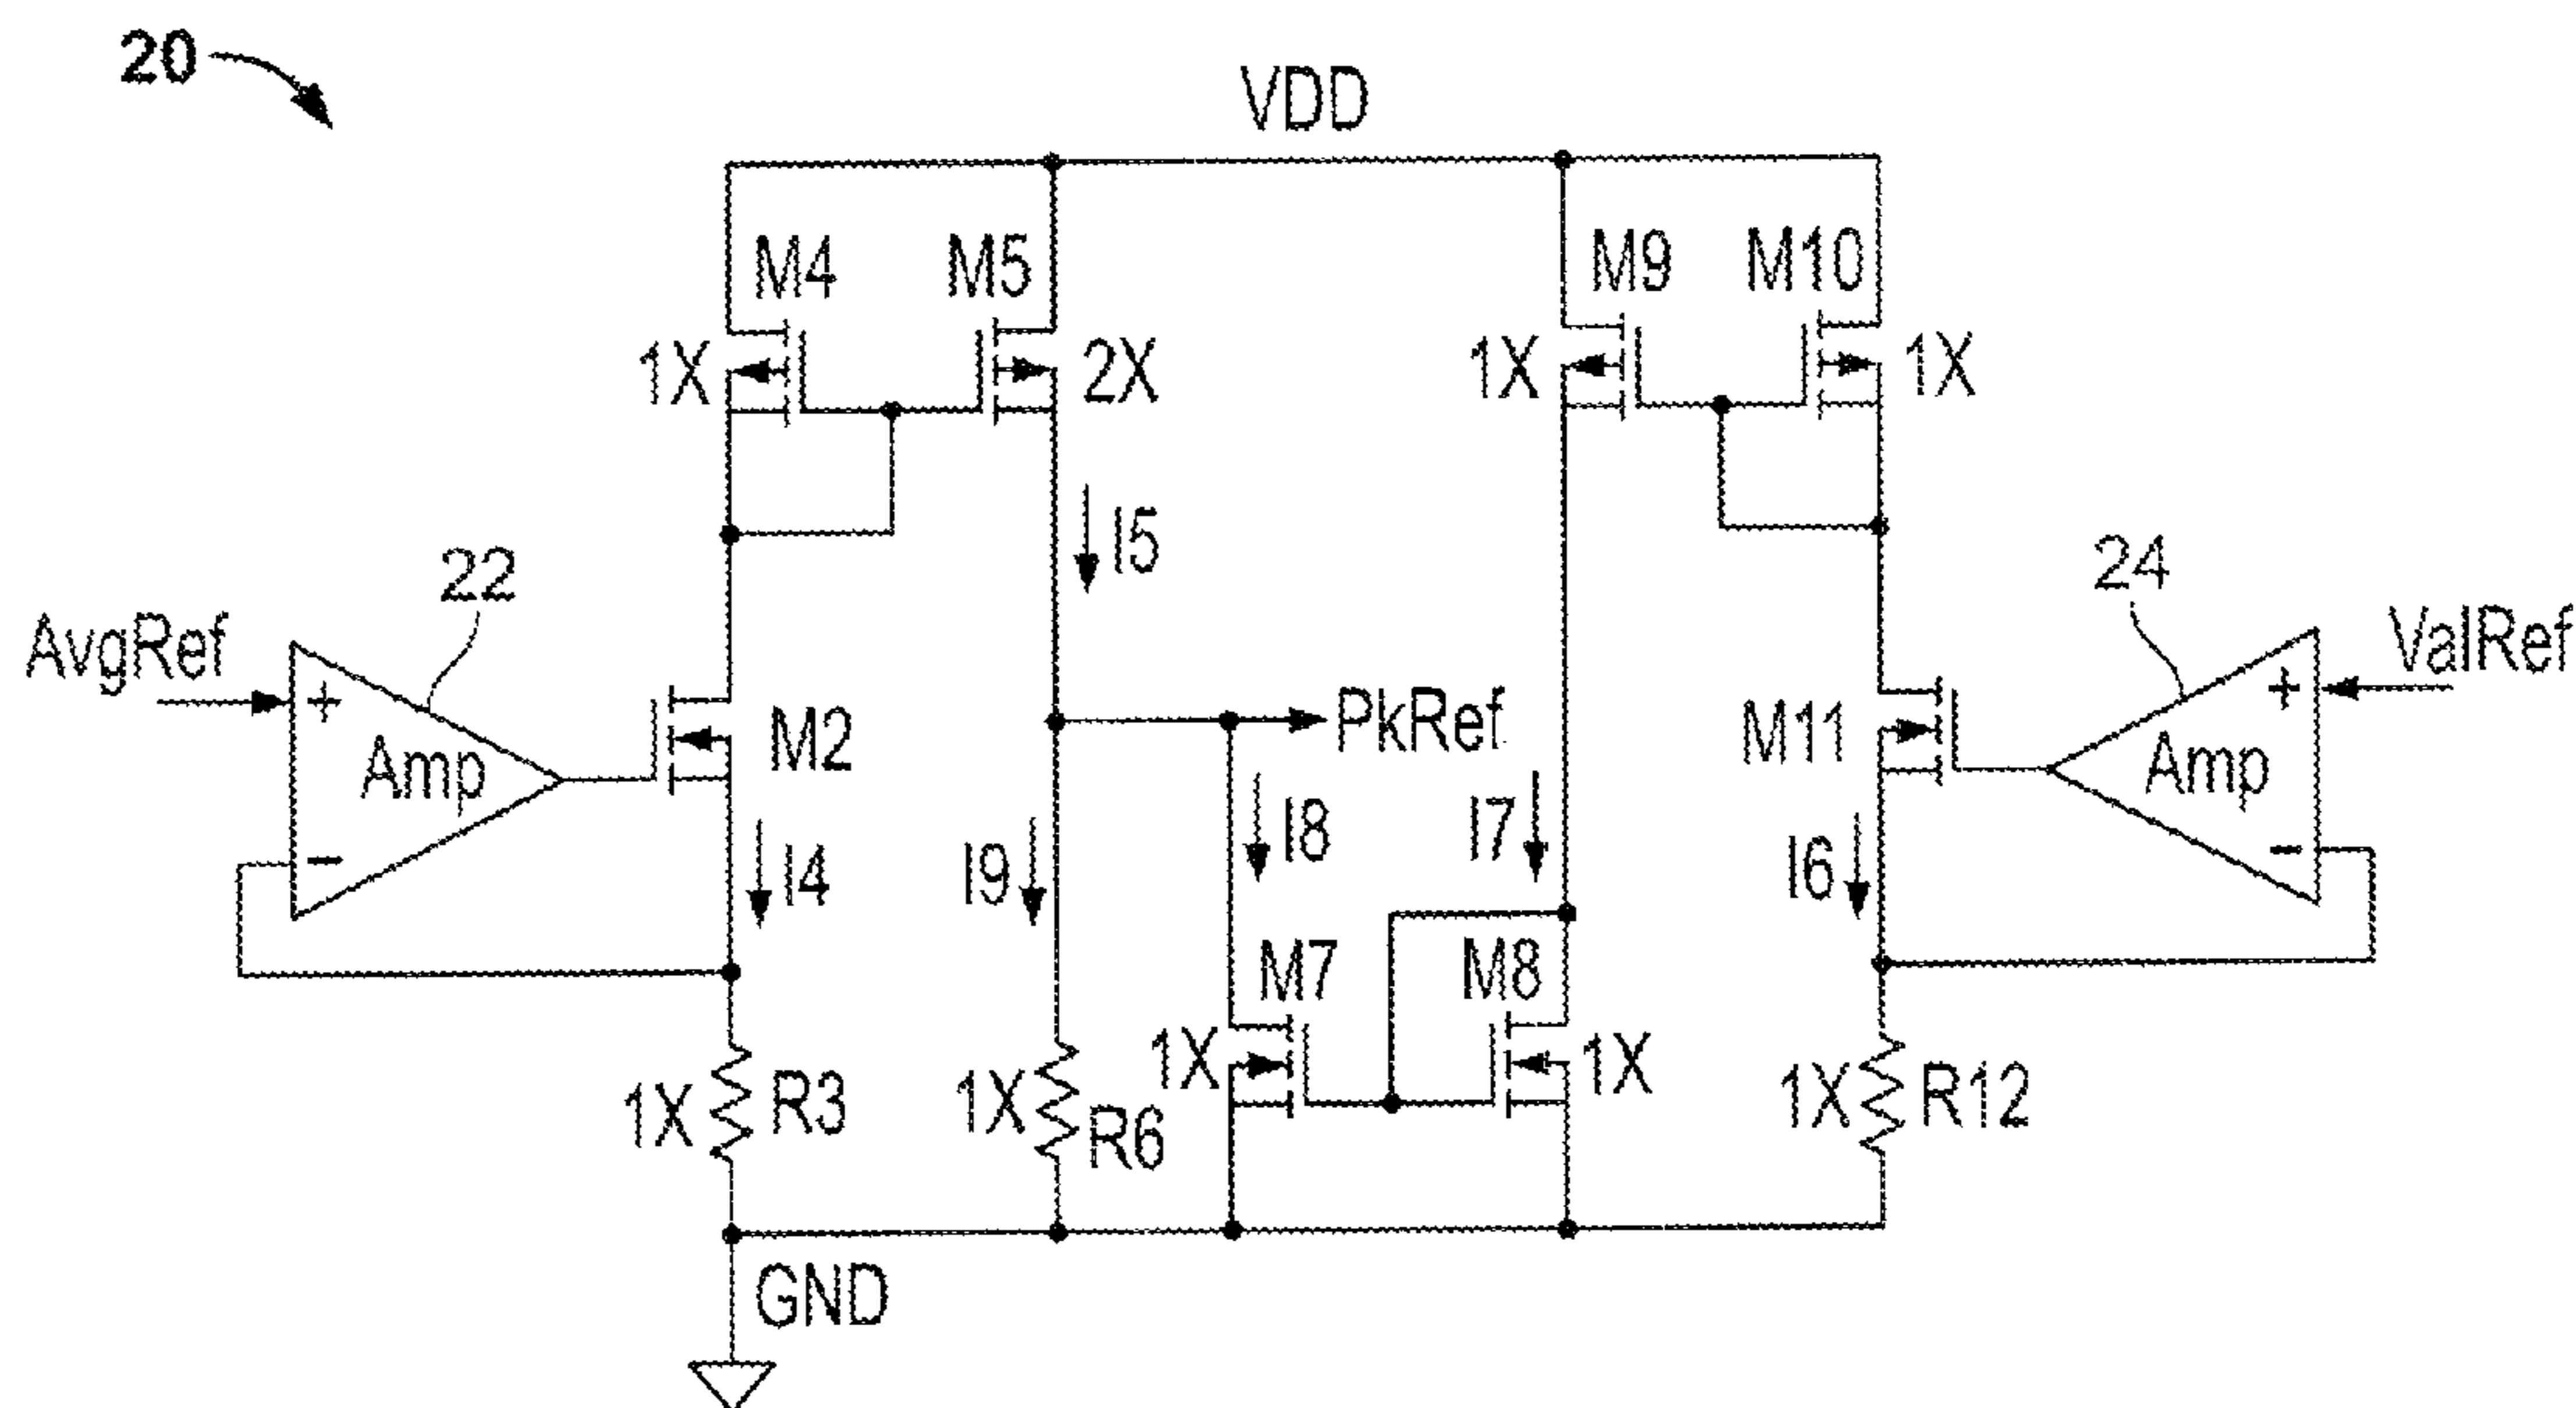 20
VDD
M4 M5 M9 M10
1X 2X 1X 1X
I5
22 24
AvgRef ValRef
+ +
Amp M2 PkRef M11 Amp
I4 I9 I8 I7 I6
- -
M7 M8
1X 1X
1X R3 1X R6 1X R12
GND